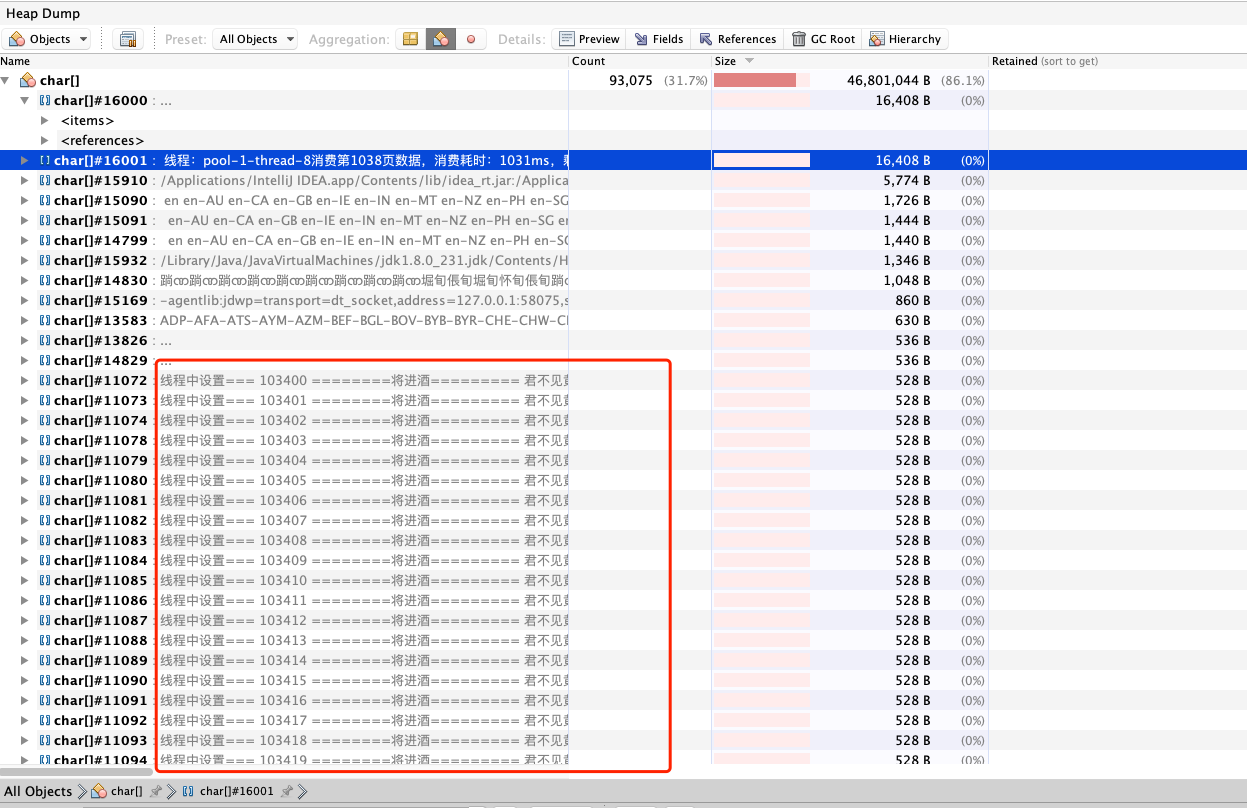 Heap Dump
Objects Preset: All Objects Aggregation: Details: Preview Fields References GC Root Hierarchy
Name Count Size Retained (sort to get)
char[] 93,075 (31.7%) 46,801,044 B (86.1%)
char[]#16000 : ... 16,408 B (0%)
<items>
<references>
char[]#16001 : 线程：pool-1-thread-8消费第1038页数据，消费耗时：1031ms， 16,408 B (0%)
char[]#15910 : /Applications/IntelliJ IDEA.app/Contents/lib/idea_rt.jar:/Applica 5,774 B (0%)
char[]#15090 : en en-AU en-CA en-GB en-IE en-IN en-MT en-NZ en-PH en-SG 1,726 B (0%)
char[]#15091 : en-AU en-CA en-GB en-IE en-IN en-MT en-NZ en-PH en-SG en 1,444 B (0%)
char[]#14799 : en en-AU en-CA en-GB en-IE en-IN en-MT en-NZ en-PH en-SG 1,440 B (0%)
char[]#15932 : /Library/Java/JavaVirtualMachines/jdk1.8.0_231.jdk/Contents/H 1,346 B (0%)
char[]#14830 : 1,048 B (0%)
char[]#15169 : -agentlib:jdwp=transport=dt_socket,address=127.0.0.1:58075,s 860 B (0%)
char[]#13583 : ADP-AFA-ATS-AYM-AZM-BEF-BGL-BOV-BYB-BYR-CHE-CHW-C 630 B (0%)
char[]#13826 : ... 536 B (0%)
char[]#14829 : ... 536 B (0%)
char[]#11072 : 线程中设置=== 103400 ========将进酒========= 君不见 528 B (0%)
char[]#11073 : 线程中设置=== 103401 ========将进酒========= 君不见 528 B (0%)
char[]#11074 : 线程中设置=== 103402 ========将进酒========= 君不见 528 B (0%)
char[]#11078 : 线程中设置=== 103403 ========将进酒========= 君不见 528 B (0%)
char[]#11079 : 线程中设置=== 103404 ========将进酒========= 君不见 528 B (0%)
char[]#11080 : 线程中设置=== 103405 ========将进酒========= 君不见 528 B (0%)
char[]#11081 : 线程中设置=== 103406 ========将进酒========= 君不见 528 B (0%)
char[]#11082 : 线程中设置=== 103407 ========将进酒========= 君不见 528 B (0%)
char[]#11083 : 线程中设置=== 103408 ========将进酒========= 君不见 528 B (0%)
char[]#11084 : 线程中设置=== 103409 ========将进酒========= 君不见 528 B (0%)
char[]#11085 : 线程中设置=== 103410 ========将进酒========= 君不见 528 B (0%)
char[]#11086 : 线程中设置=== 103411 ========将进酒========= 君不见 528 B (0%)
char[]#11087 : 线程中设置=== 103412 ========将进酒========= 君不见 528 B (0%)
char[]#11088 : 线程中设置=== 103413 ========将进酒========= 君不见 528 B (0%)
char[]#11089 : 线程中设置=== 103414 ========将进酒========= 君不见 528 B (0%)
char[]#11090 : 线程中设置=== 103415 ========将进酒========= 君不见 528 B (0%)
char[]#11091 : 线程中设置=== 103416 ========将进酒========= 君不见 528 B (0%)
char[]#11092 : 线程中设置=== 103417 ========将进酒========= 君不见 528 B (0%)
char[]#11093 : 线程中设置=== 103418 ========将进酒========= 君不见 528 B (0%)
char[]#11094 : 线程中设置=== 103419 ========将进酒========= 君不见 528 B (0%)
All Objects char[] char[]#16001